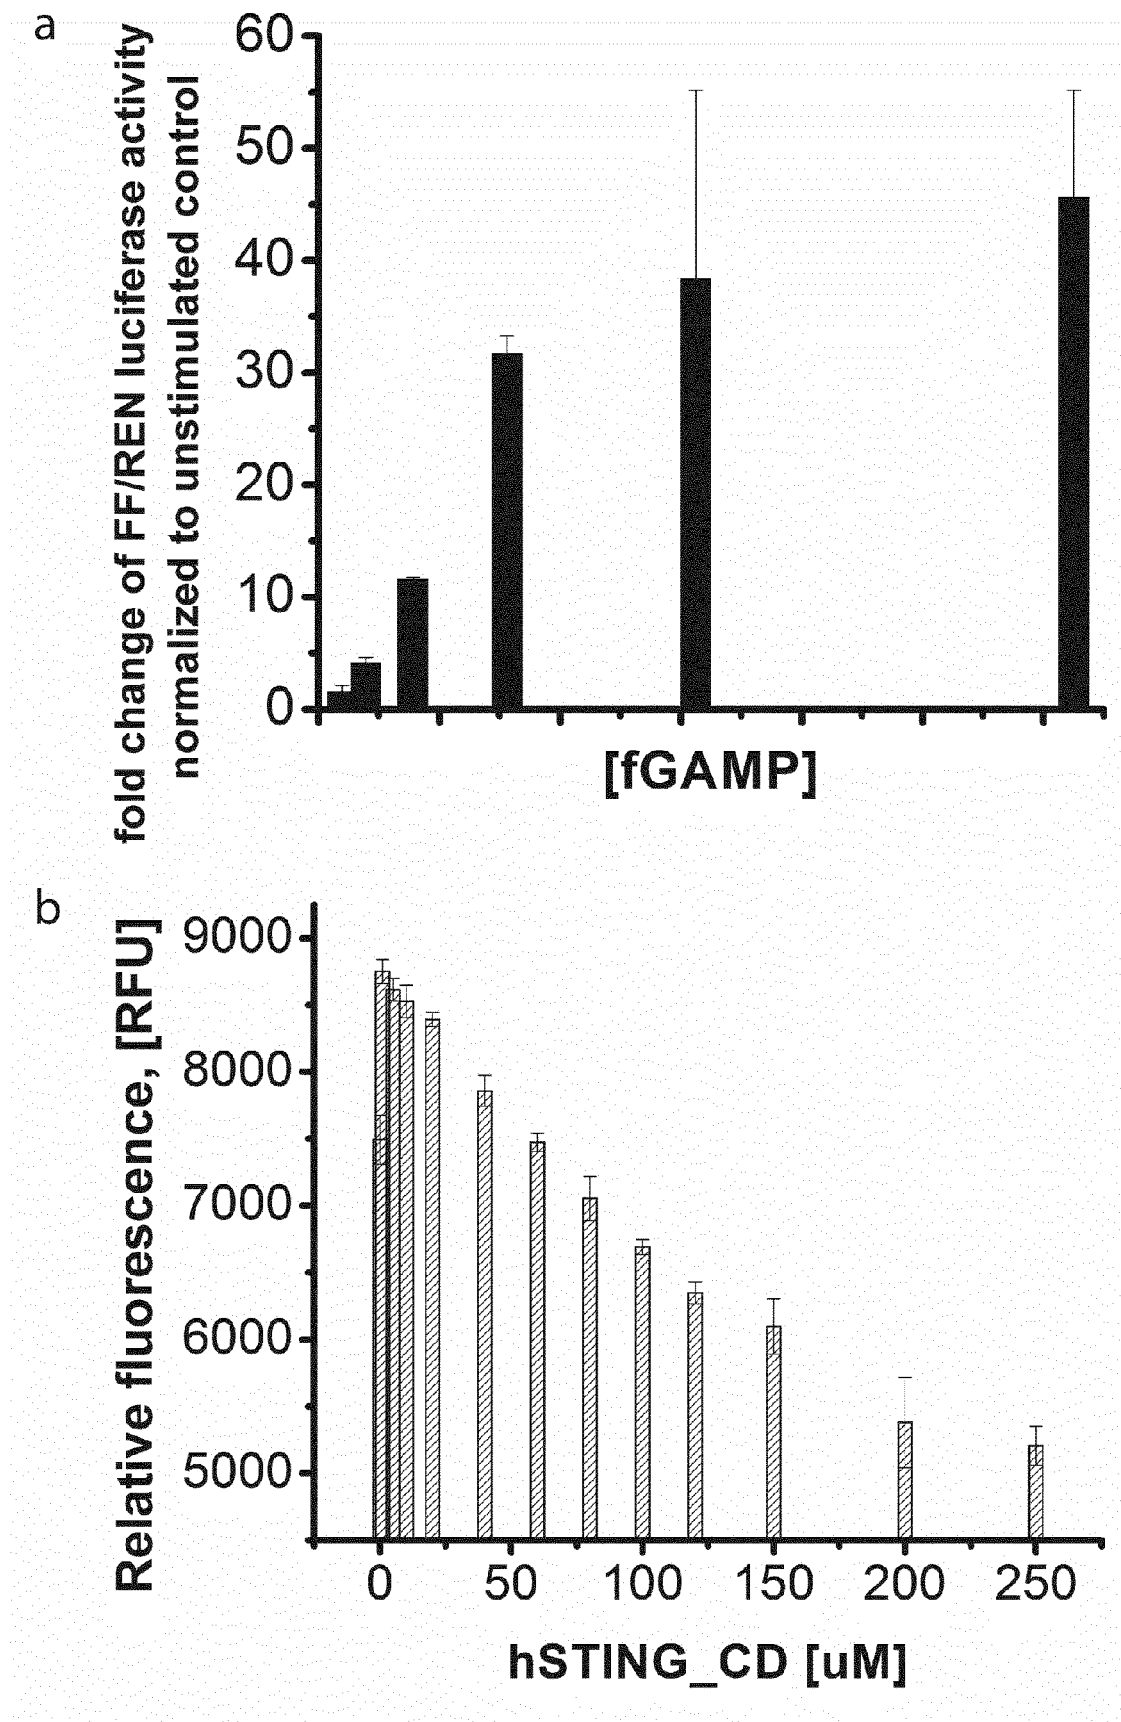 a
fold change of FF/REN luciferase activity
normalized to unstimulated control
60
50
40
30
20
10
0
[fGAMP]
b
Relative fluorescence, [RFU]
9000
8000
7000
6000
5000
0 50 100 150 200 250
hSTING_CD [uM]